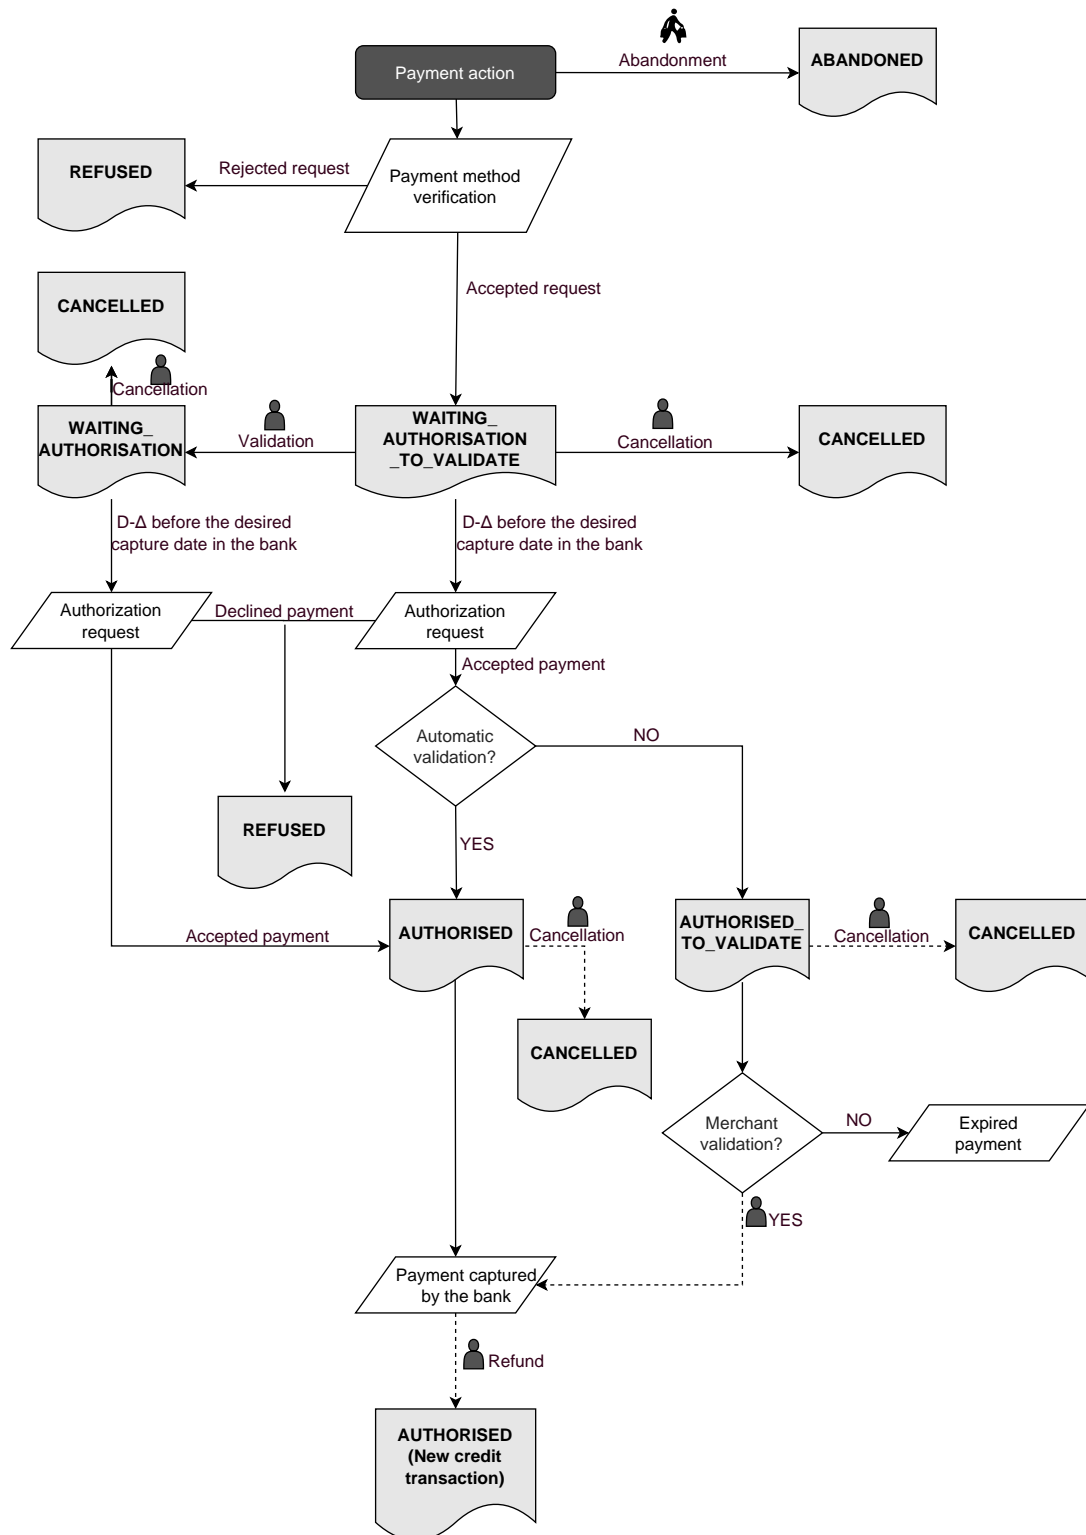 Abandonment
Payment action
ABANDONED
Rejected request
REFUSED
Payment method
verification
Accepted request
CANCELLED
Cancellation
WAITING_
AUTHORISATION
Validation
WAITING_
AUTHORISATION
_TO_VALIDATE
Cancellation
CANCELLED
D-Δ before the desired
capture date in the bank
D-Δ before the desired
capture date in the bank
Authorization
request
Declined payment
Authorization
request
Accepted payment
Automatic
validation?
NO
REFUSED
YES
Accepted payment
AUTHORISED
Cancellation
AUTHORISED_
TO_VALIDATE
Cancellation
CANCELLED
CANCELLED
Merchant
validation?
NO
Expired
payment
YES
Payment captured
by the bank
Refund
AUTHORISED
(New credit
transaction)